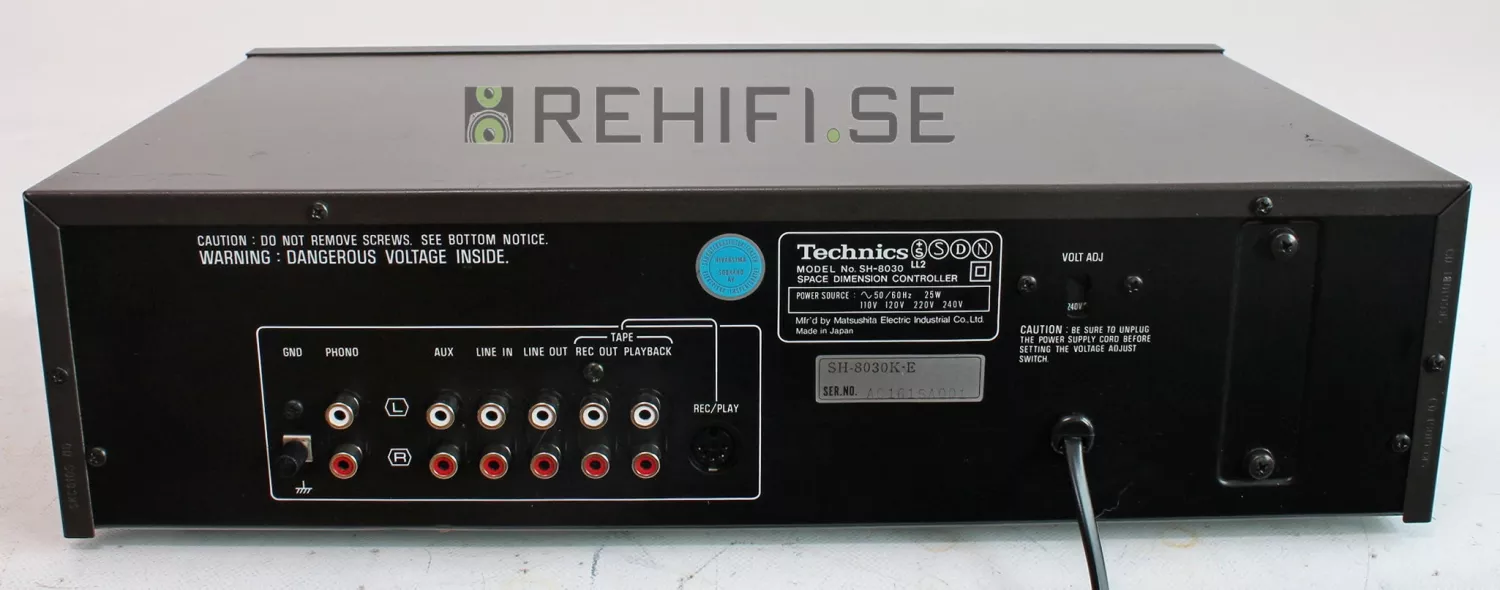 REHIFI.SE
CAUTION : DO NOT REMOVE SCREWS. SEE BOTTOM NOTICE.
WARNING : DANGEROUS VOLTAGE INSIDE.
Technics S D N
LL2
MODEL No. SH-8030
SPACE DIMENSION CONTROLLER
POWER SOURCE : 50/60Hz 25W
110V 120V 220V 240V
Mfr'd by Matsushita Electric Industrial Co., Ltd.
Made in Japan
SH-8030K-E
SER.NO.
VOLT ADJ
240V
CAUTION : BE SURE TO UNPLUG
THE POWER SUPPLY CORD BEFORE
SETTING THE VOLTAGE ADJUST
SWITCH.
TAPE
GND PHONO AUX LINE IN LINE OUT REC OUT PLAYBACK
L
REC/PLAY
R